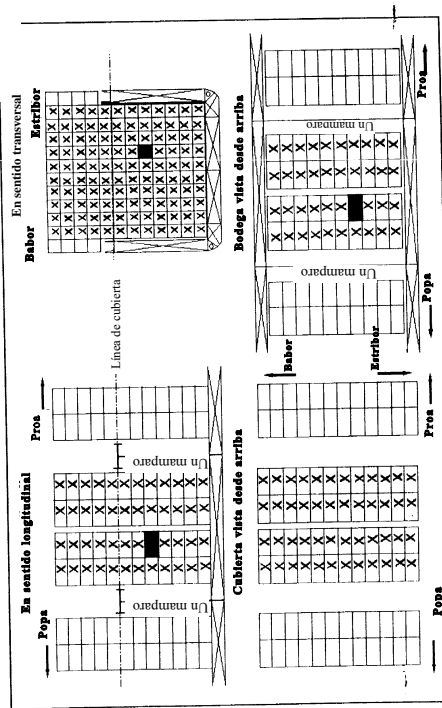 En sentido longitudinal
Popa
Proa
Un mamparo
Un mamparo
Línea de cubierta
En sentido transversal
Babor
Estribor
Cubierta vista desde arriba
Popa
Proa
Babor
Estribor
Bodega vista desde arriba
Popa
Proa
Un mamparo
Un mamparo